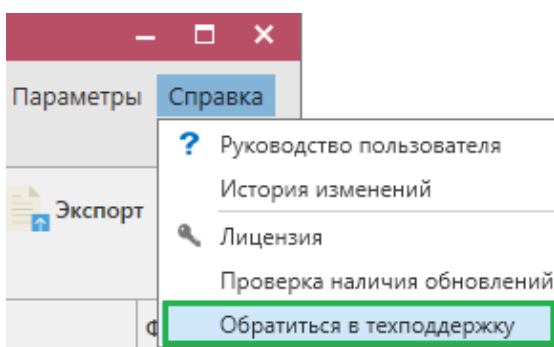 Параметры Справка
? Руководство пользователя
История изменений
Экспорт
Лицензия
Проверка наличия обновлений
Обратиться в техподдержку